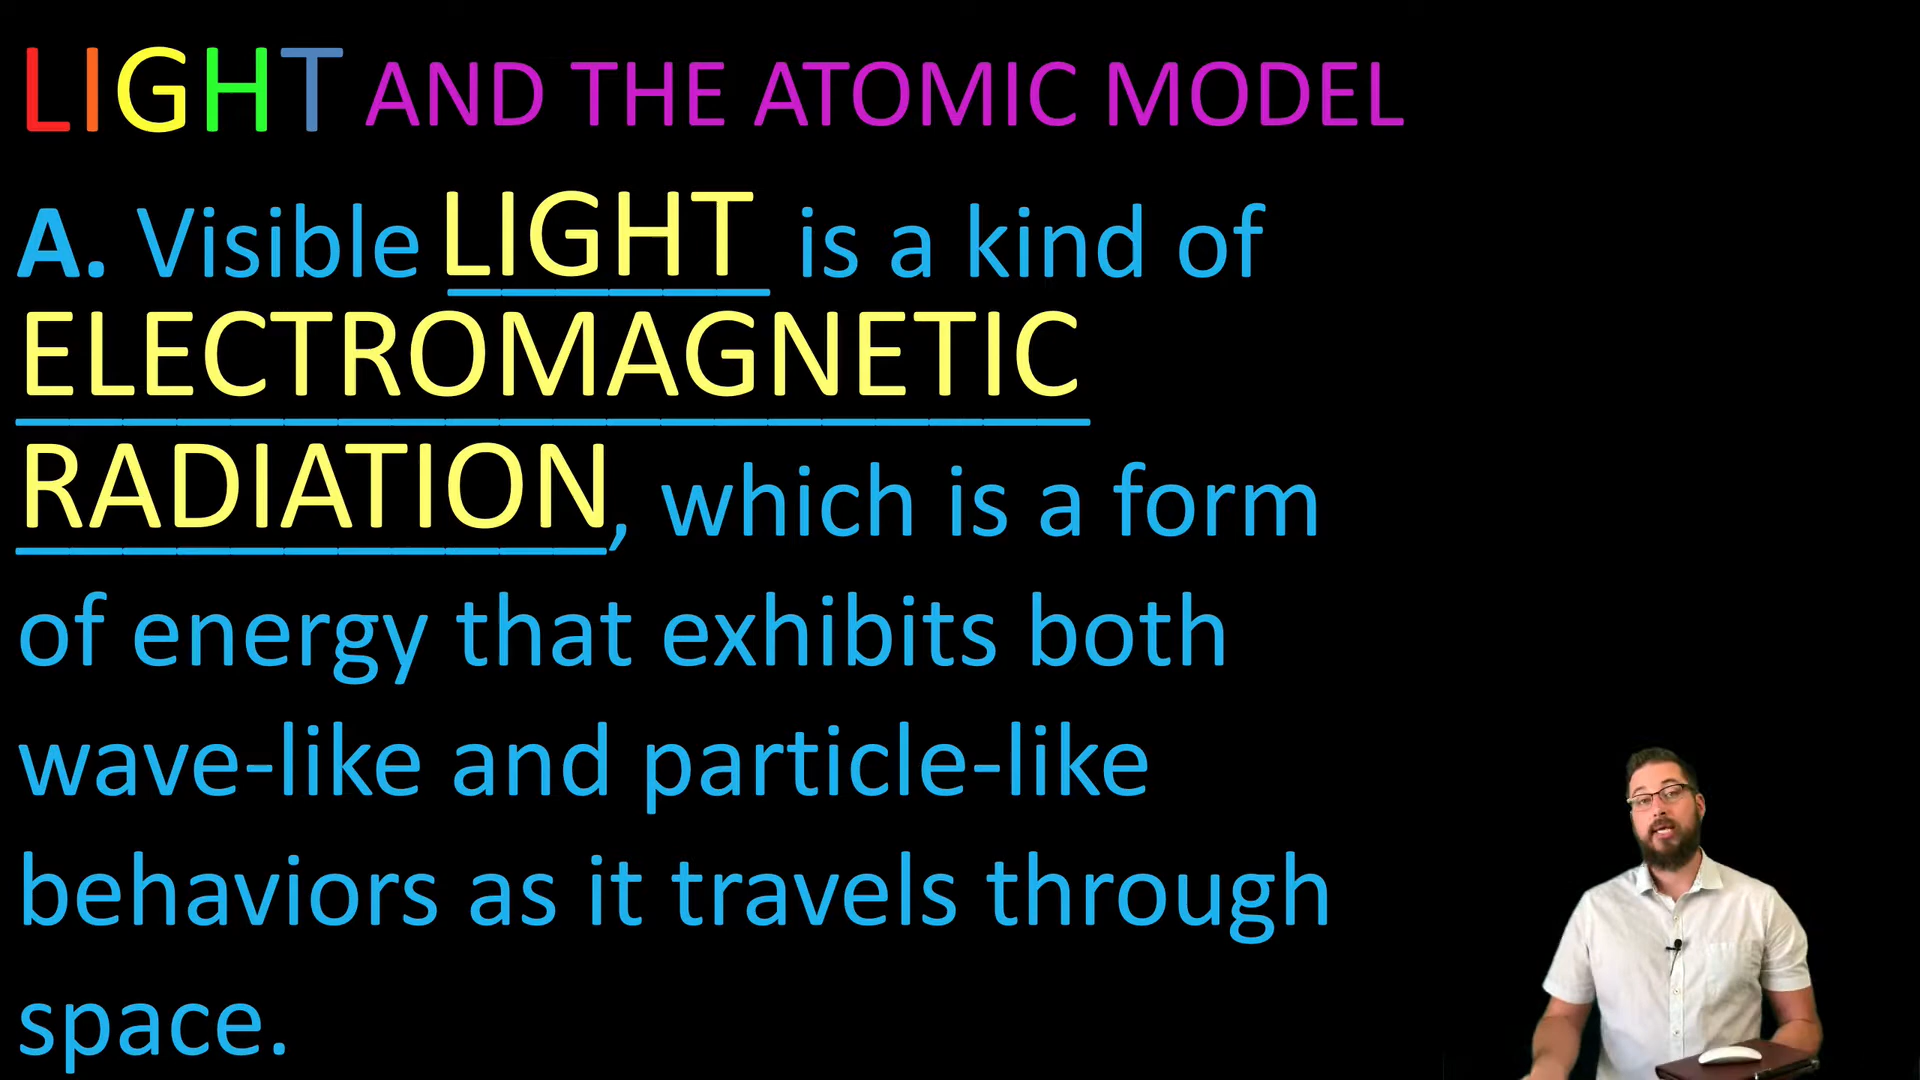 LIGHT AND THE ATOMIC MODEL
A. Visible LIGHT is a kind of
ELECTROMAGNETIC
RADIATION, which is a form
of energy that exhibits both
wave-like and particle-like
behaviors as it travels through
space.